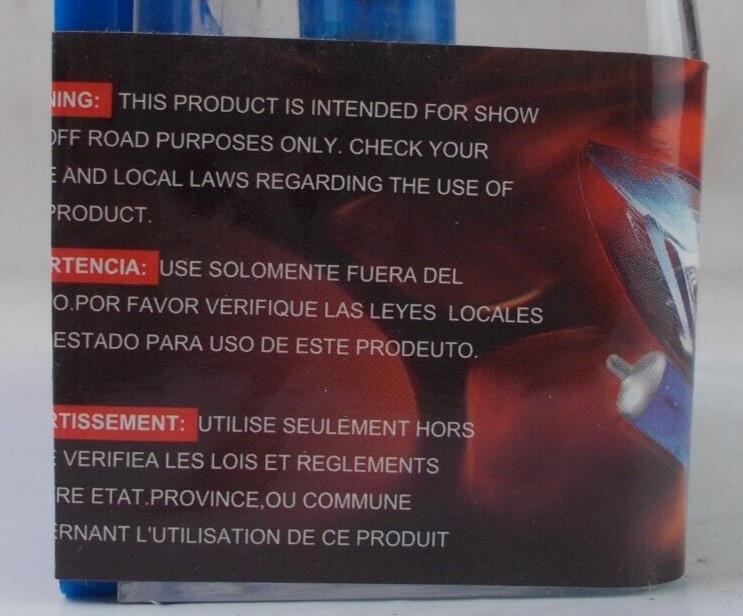 NING: THIS PRODUCT IS INTENDED FOR SHOW
OFF ROAD PURPOSES ONLY. CHECK YOUR
E AND LOCAL LAWS REGARDING THE USE OF
PRODUCT.
RTENCIA: USE SOLOMENTE FUERA DEL
O.POR FAVOR VERIFIQUE LAS LEYES LOCALES
ESTADO PARA USO DE ESTE PRODEUTO.
RTISSEMENT: UTILISE SEULEMENT HORS
E VERIFIEA LES LOIS ET REGLEMENTS
RE ETAT.PROVINCE,OU COMMUNE
ERNANT L'UTILISATION DE CE PRODUIT